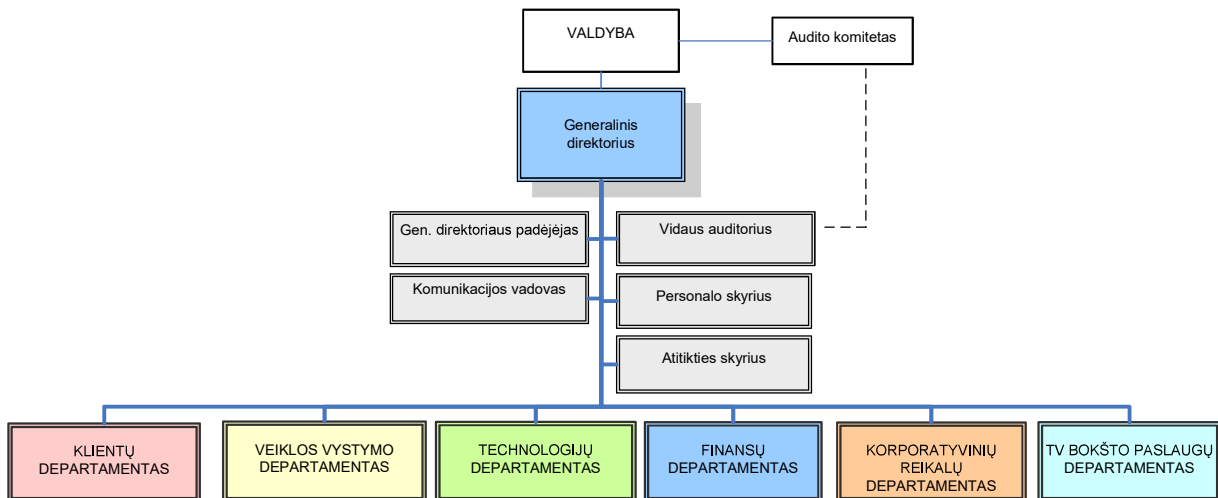 VALDYBA
Audito komitetas
Generalinis
direktorius
Gen. direktoriaus padėjėjas
Vidaus auditorius
Komunikacijos vadovas
Personalo skyrius
Atitikties skyrius
KLIENTŲ
DEPARTAMENTAS
VEIKLOS VYSTYMO
DEPARTAMENTAS
TECHNOLOGIJŲ
DEPARTAMENTAS
FINANSŲ
DEPARTAMENTAS
KORPORATYVINIŲ
REIKALŲ
DEPARTAMENTAS
TV BOKŠTO PASLAUGŲ
DEPARTAMENTAS